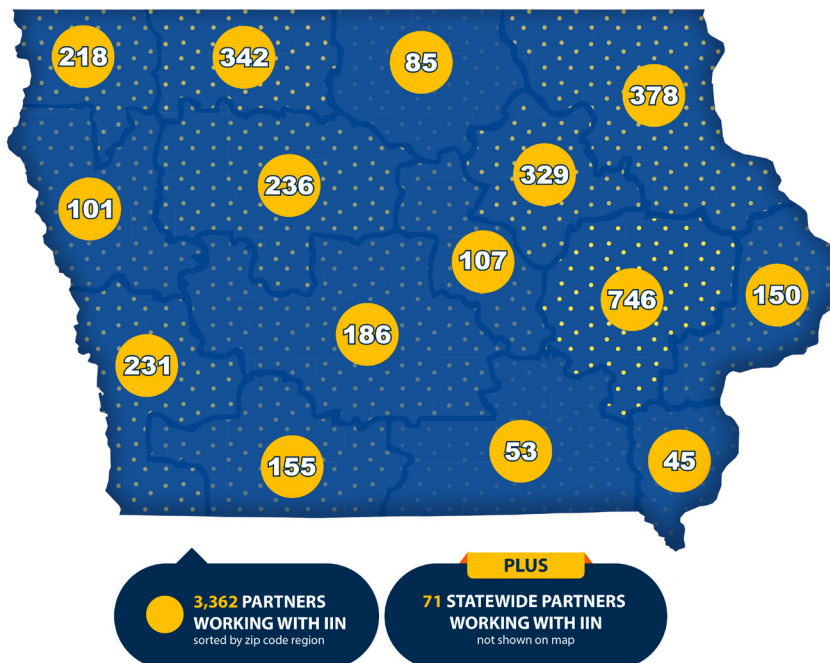 218
342
85
378
329
236
101
107
746
150
186
231
155
53
45
3,362 PARTNERS
WORKING WITH IIN
sorted by zip code region
PLUS
71 STATEWIDE PARTNERS
WORKING WITH IIN
not shown on map